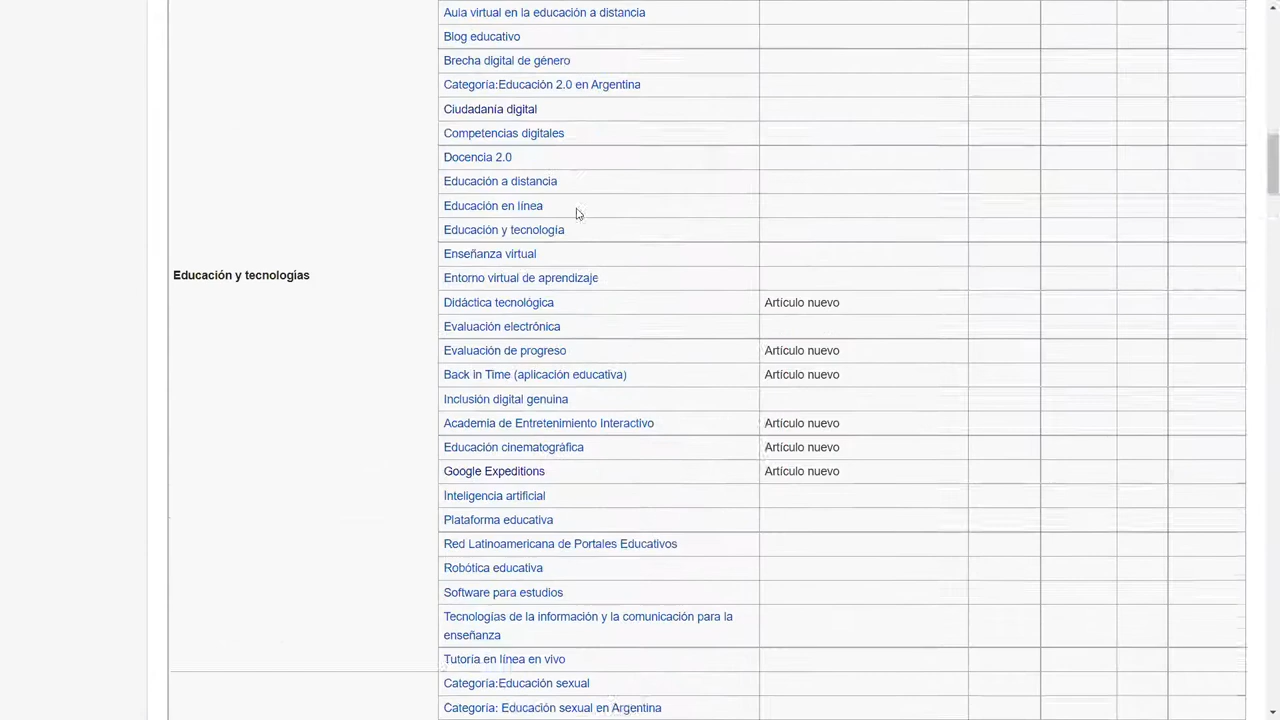 Aula virtual en la educación a distancia
Blog educativo
Brecha digital de género
Categoría:Educación 2.0 en Argentina
Ciudadanía digital
Competencias digitales
Docencia 2.0
Educación a distancia
Educación en línea
Educación y tecnología
Enseñanza virtual
Educación y tecnologías
Entorno virtual de aprendizaje
Didáctica tecnológica Artículo nuevo
Evaluación electrónica
Evaluación de progreso Artículo nuevo
Back in Time (aplicación educativa) Artículo nuevo
Inclusión digital genuina
Academia de Entretenimiento Interactivo Artículo nuevo
Educación cinematográfica Artículo nuevo
Google Expeditions Artículo nuevo
Inteligencia artificial
Plataforma educativa
Red Latinoamericana de Portales Educativos
Robótica educativa
Software para estudios
Tecnologías de la información y la comunicación para la
enseñanza
Tutoría en línea en vivo
Categoría:Educación sexual
Categoría: Educación sexual en Argentina